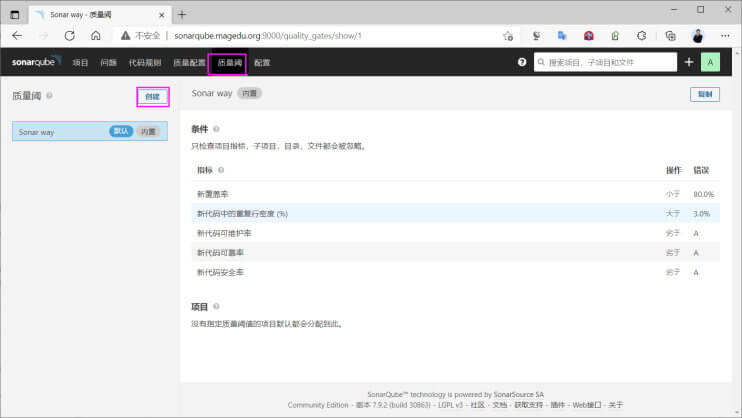 Sonar way - 质量阈
不安全 sonarqube.magedu.org:9000/quality_gates/show/1
sonarqube 项目 问题 代码规则 质量配置 质量阈 配置 搜索项目、子项目和文件 A
质量阈 创建 Sonar way 内置 复制
Sonar way 默认 内置
条件
只检查项目指标，子项目、目录、文件都会被忽略。
指标 操作 错误
新覆盖率 小于 80.0%
新代码中的重复行密度 (%) 大于 3.0%
新代码可维护率 劣于 A
新代码可靠率 劣于 A
新代码安全率 劣于 A
项目
没有指定质量阈值的项目默认都会分配到此。
SonarQube™ technology is powered by SonarSource SA
Community Edition - 版本 7.9.2 (build 30863) - LGPL v3 - 社区 - 文档 - 获取支持 - 插件 - Web接口 - 关于